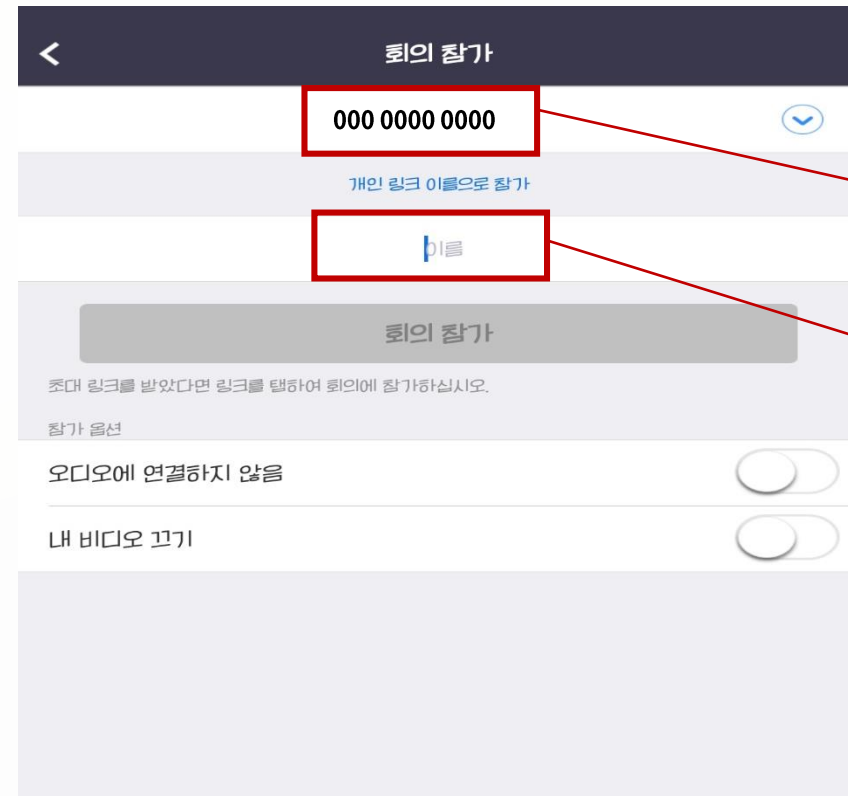 회의 참가
000 0000 0000
개인 링크 이름으로 참가
이름
회의 참가
초대 링크를 받았다면 링크를 탭하여 회의에 참가하십시오.
참가 옵션
오디오에 연결하지 않음
내 비디오 끄기